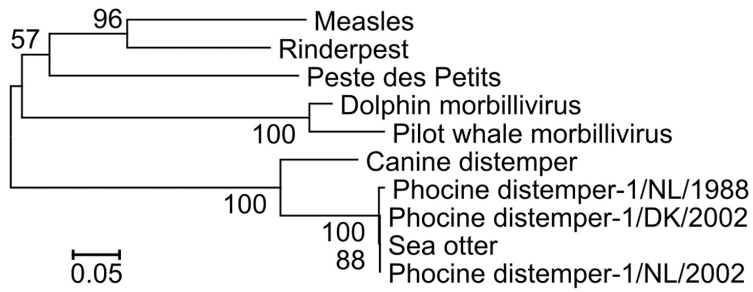 96
Measles
57
Rinderpest
Peste des Petits
Dolphin morbillivirus
100
Pilot whale morbillivirus
Canine distemper
100
Phocine distemper-1/NL/1988
Phocine distemper-1/DK/2002
100
Sea otter
88
Phocine distemper-1/NL/2002
0.05